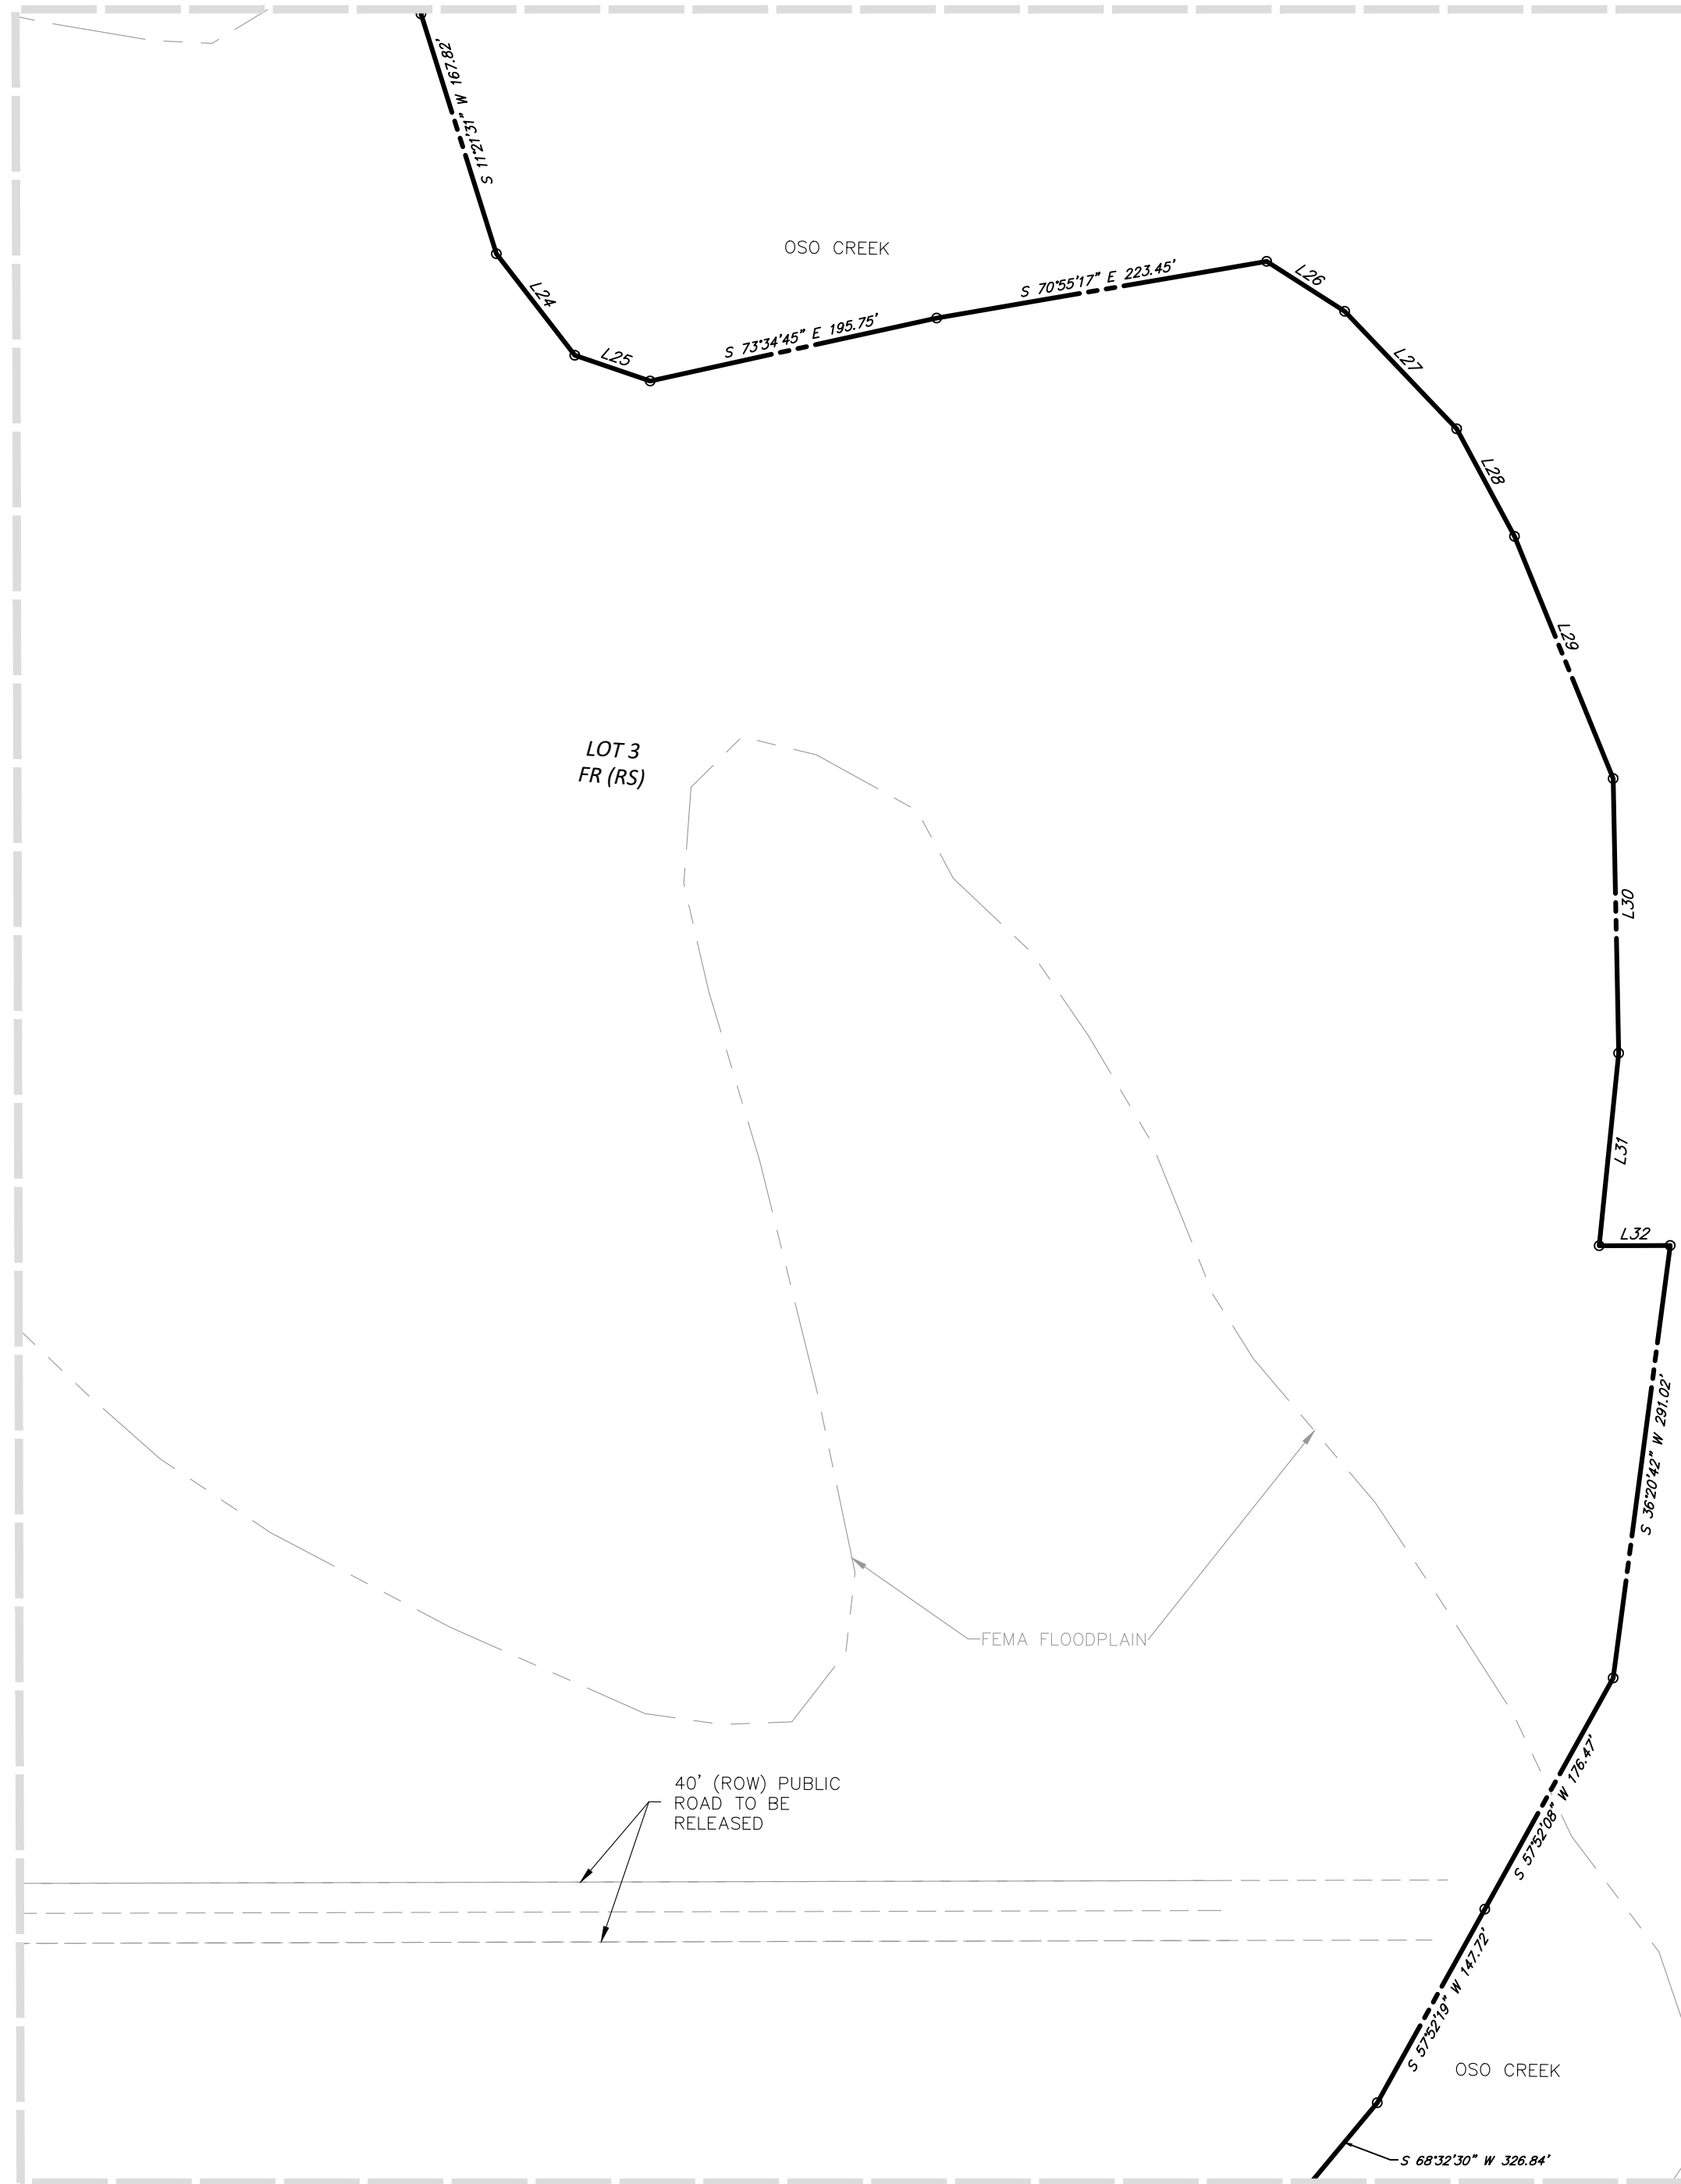 S 11°21'31" W 167.82'
OSO CREEK
L24
L25
S 73°34'45" E 195.75'
S 70°55'17" E 223.45'
L26
L27
L28
L29
LOT 3
FR (RS)
L30
L31
L32
S 36°20'42" W 291.02'
FEMA FLOODPLAIN
S 57°52'08" W 176.47'
40' (ROW) PUBLIC
ROAD TO BE
RELEASED
S 57°52'19" W 147.72'
OSO CREEK
S 68°32'30" W 326.84'